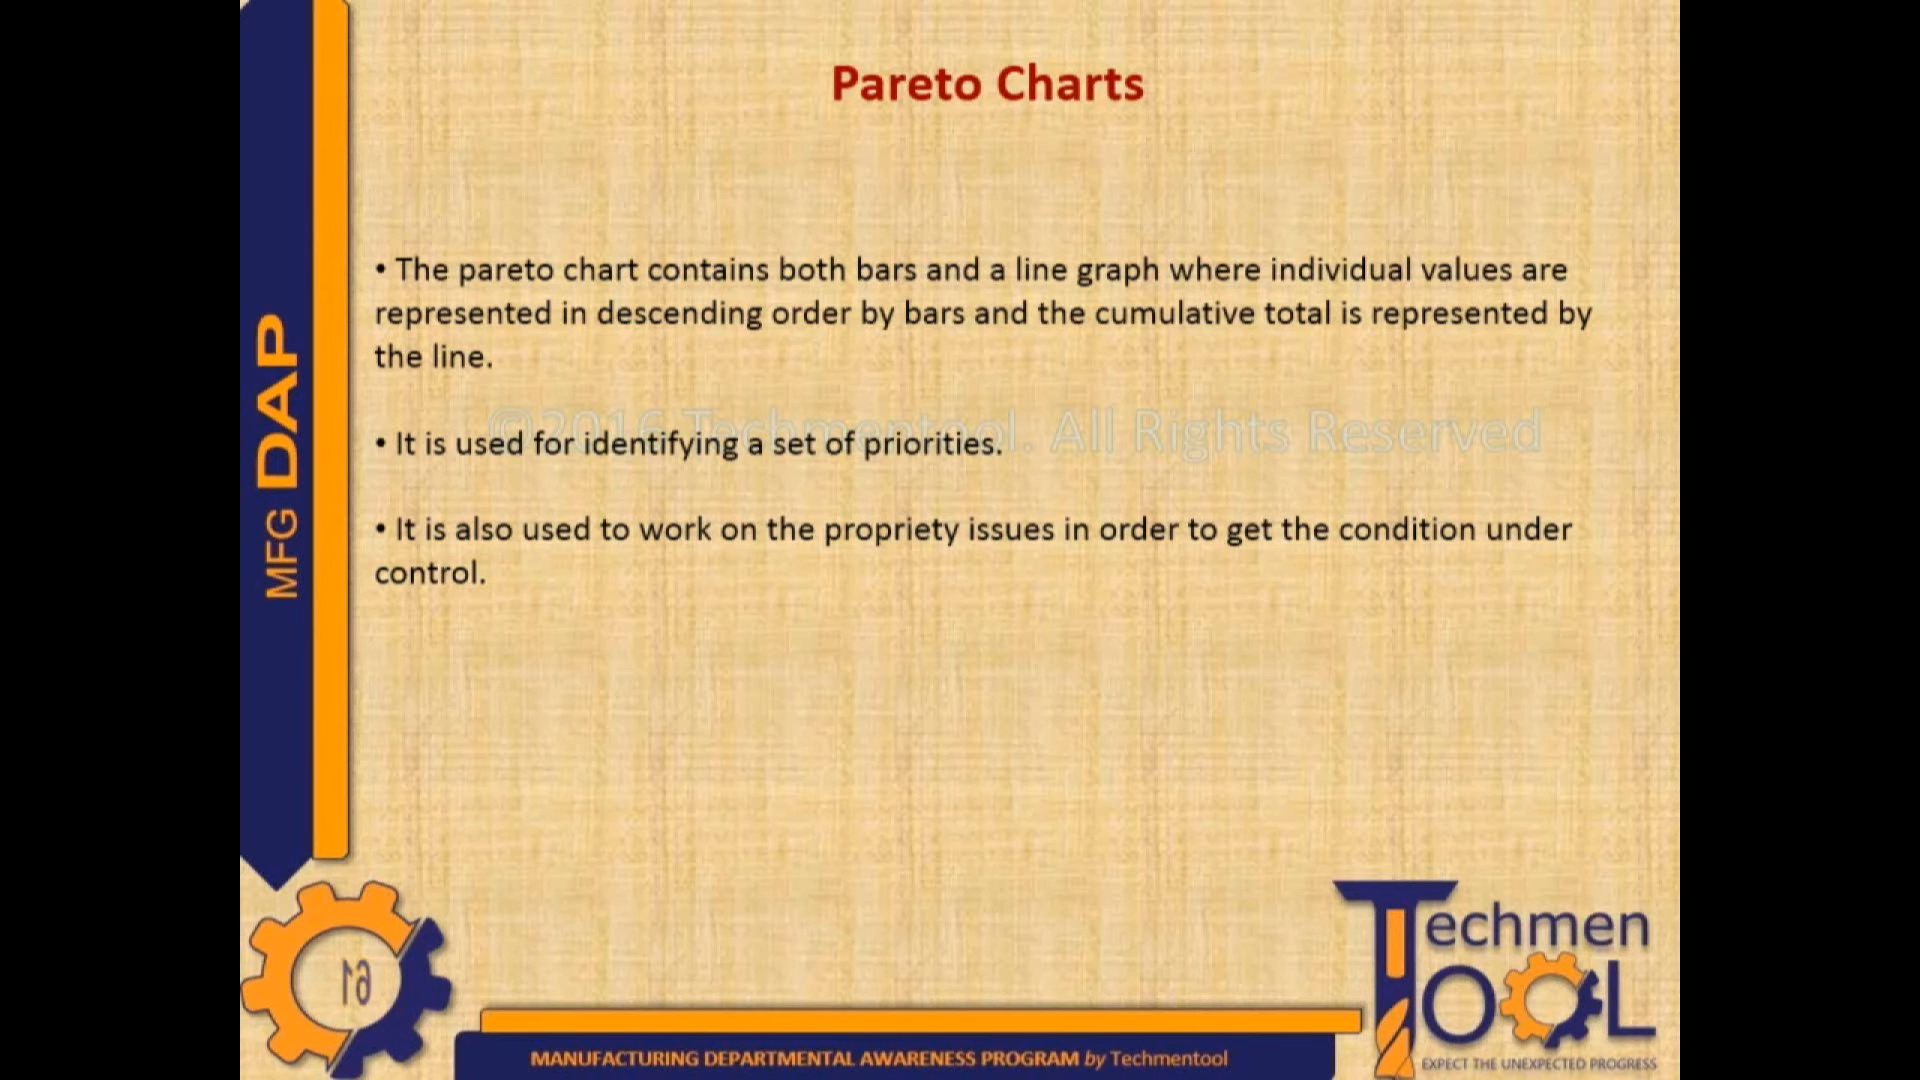 Pareto Charts
• The pareto chart contains both bars and a line graph where individual values are
represented in descending order by bars and the cumulative total is represented by
the line.
©2016 Techmentool. All Rights Reserved
• It is used for identifying a set of priorities.
• It is also used to work on the propriety issues in order to get the condition under
control.
MFG DAP
61
MANUFACTURING DEPARTMENTAL AWARENESS PROGRAM by Techmentool
Techmen
TOOL
EXPECT THE UNEXPECTED PROGRESS